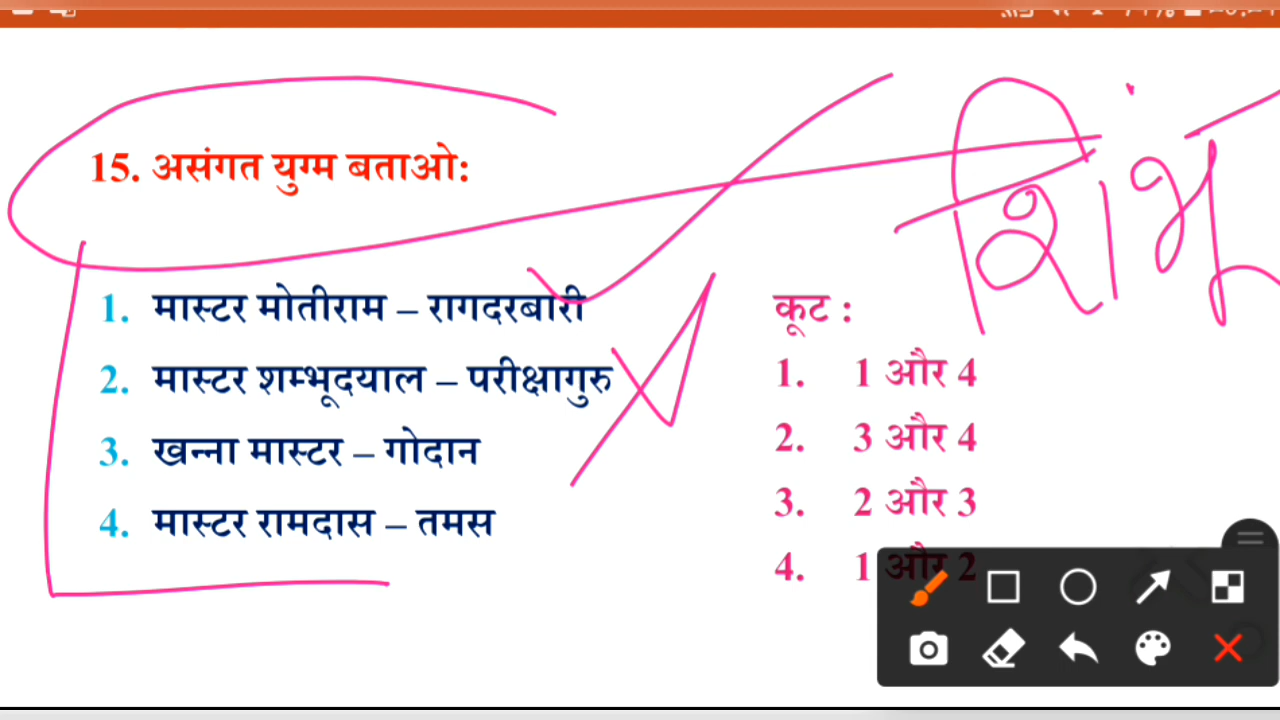 15. असंगत युग्म बताओ:
शिंभू
1. मास्टर मोतीराम – रागदरबारी
2. मास्टर शम्भूदयाल – परीक्षागुरु
3. खन्ना मास्टर – गोदान
4. मास्टर रामदास – तमस
कूट :
1. 1 और 4
2. 3 और 4
3. 2 और 3
4. 1 और 2